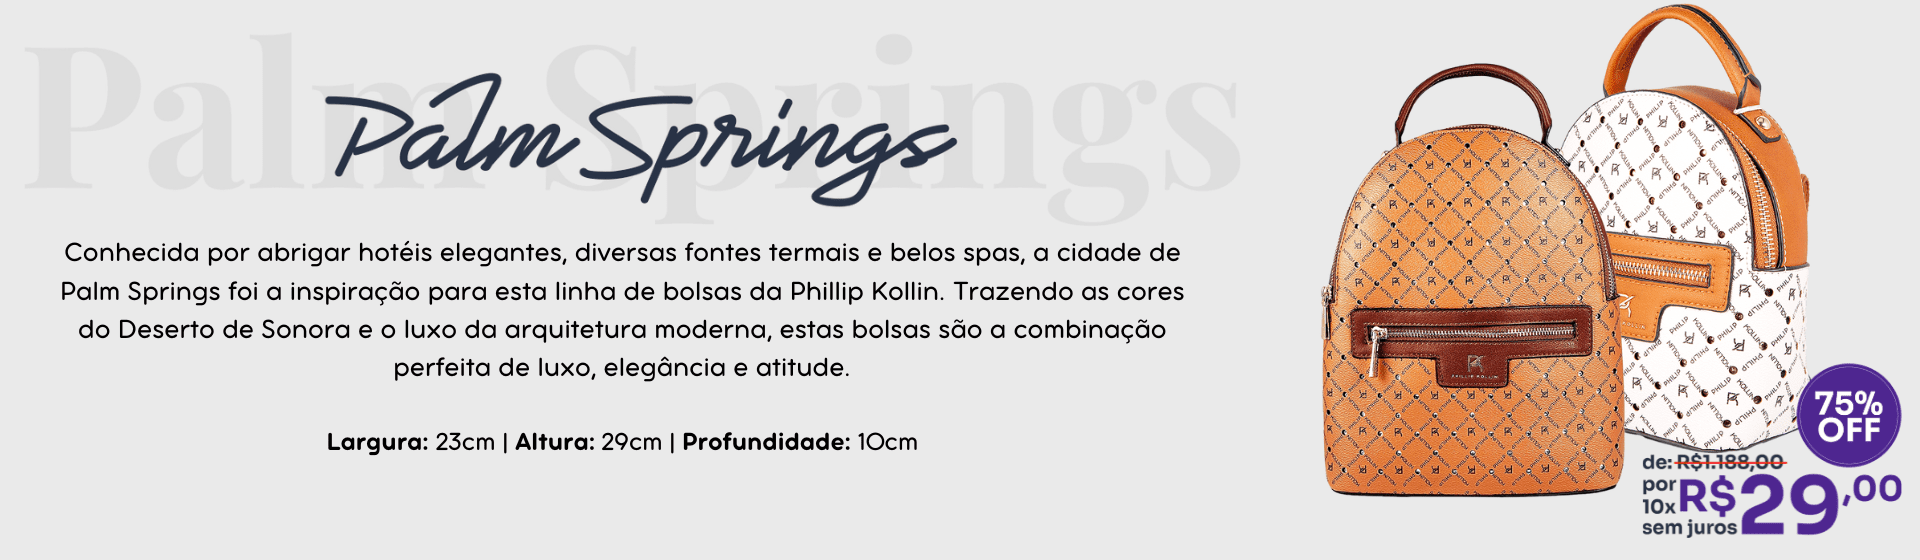 Palm Springs
Palm Springs
Conhecida por abrigar hotéis elegantes, diversas fontes termais e belos spas, a cidade de
Palm Springs foi a inspiração para esta linha de bolsas da Phillip Kollin. Trazendo as cores
do Deserto de Sonora e o luxo da arquitetura moderna, estas bolsas são a combinação
perfeita de luxo, elegância e atitude.
Largura: 23cm | Altura: 29cm | Profundidade: 10cm
PHILLIP KOLLIN
75%
OFF
de: R$1.188,00
por
10x
sem juros
R$29,00